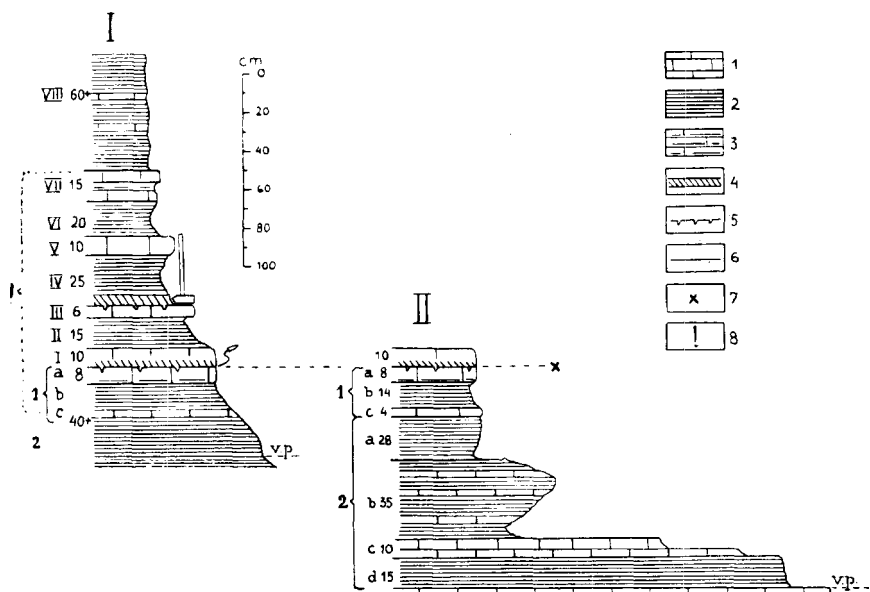 I
cm
0
20
40
60
80
100
VIII 60+
VII 15
VI 20
V 10
IV 25
III 6
II 15
I 10
a 8
1 b
c 40+
2
v.p.
II
10
a 8
1 b 14
c 4
a 28
2 b 35
c 10
d 15
v.p.
1
2
3
4
5
6
x 7
! 8